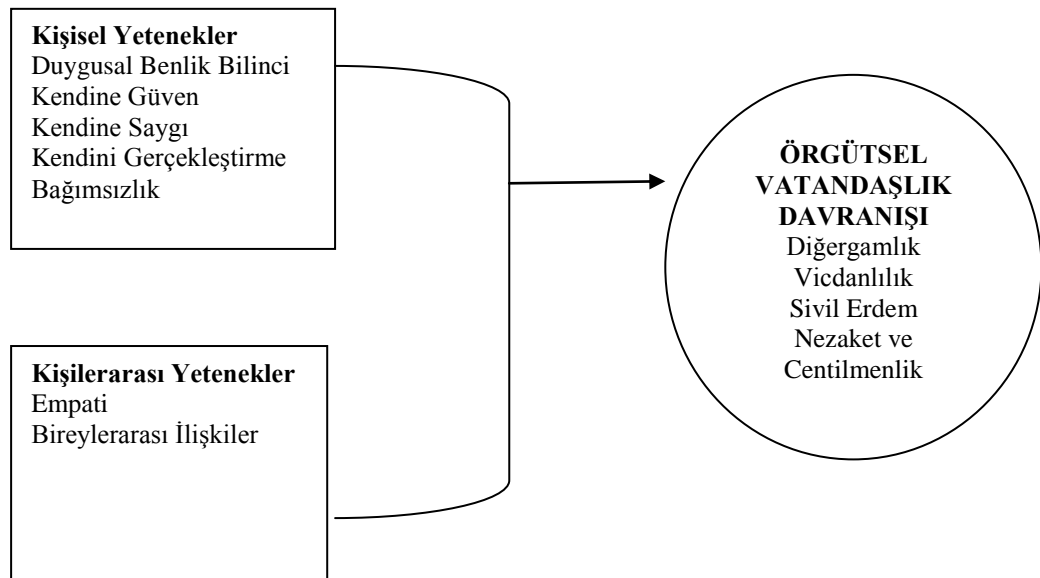 Kişisel Yetenekler
Duygusal Benlik Bilinci
Kendine Güven
Kendine Saygı
Kendini Gerçekleştirme
Bağımsızlık
Kişilerarası Yetenekler
Empati
Bireylerarası İlişkiler
ÖRGÜTSEL
VATANDAŞLIK
DAVRANIŞI
Diğergamlık
Vicdanlılık
Sivil Erdem
Nezaket ve
Centilmenlik